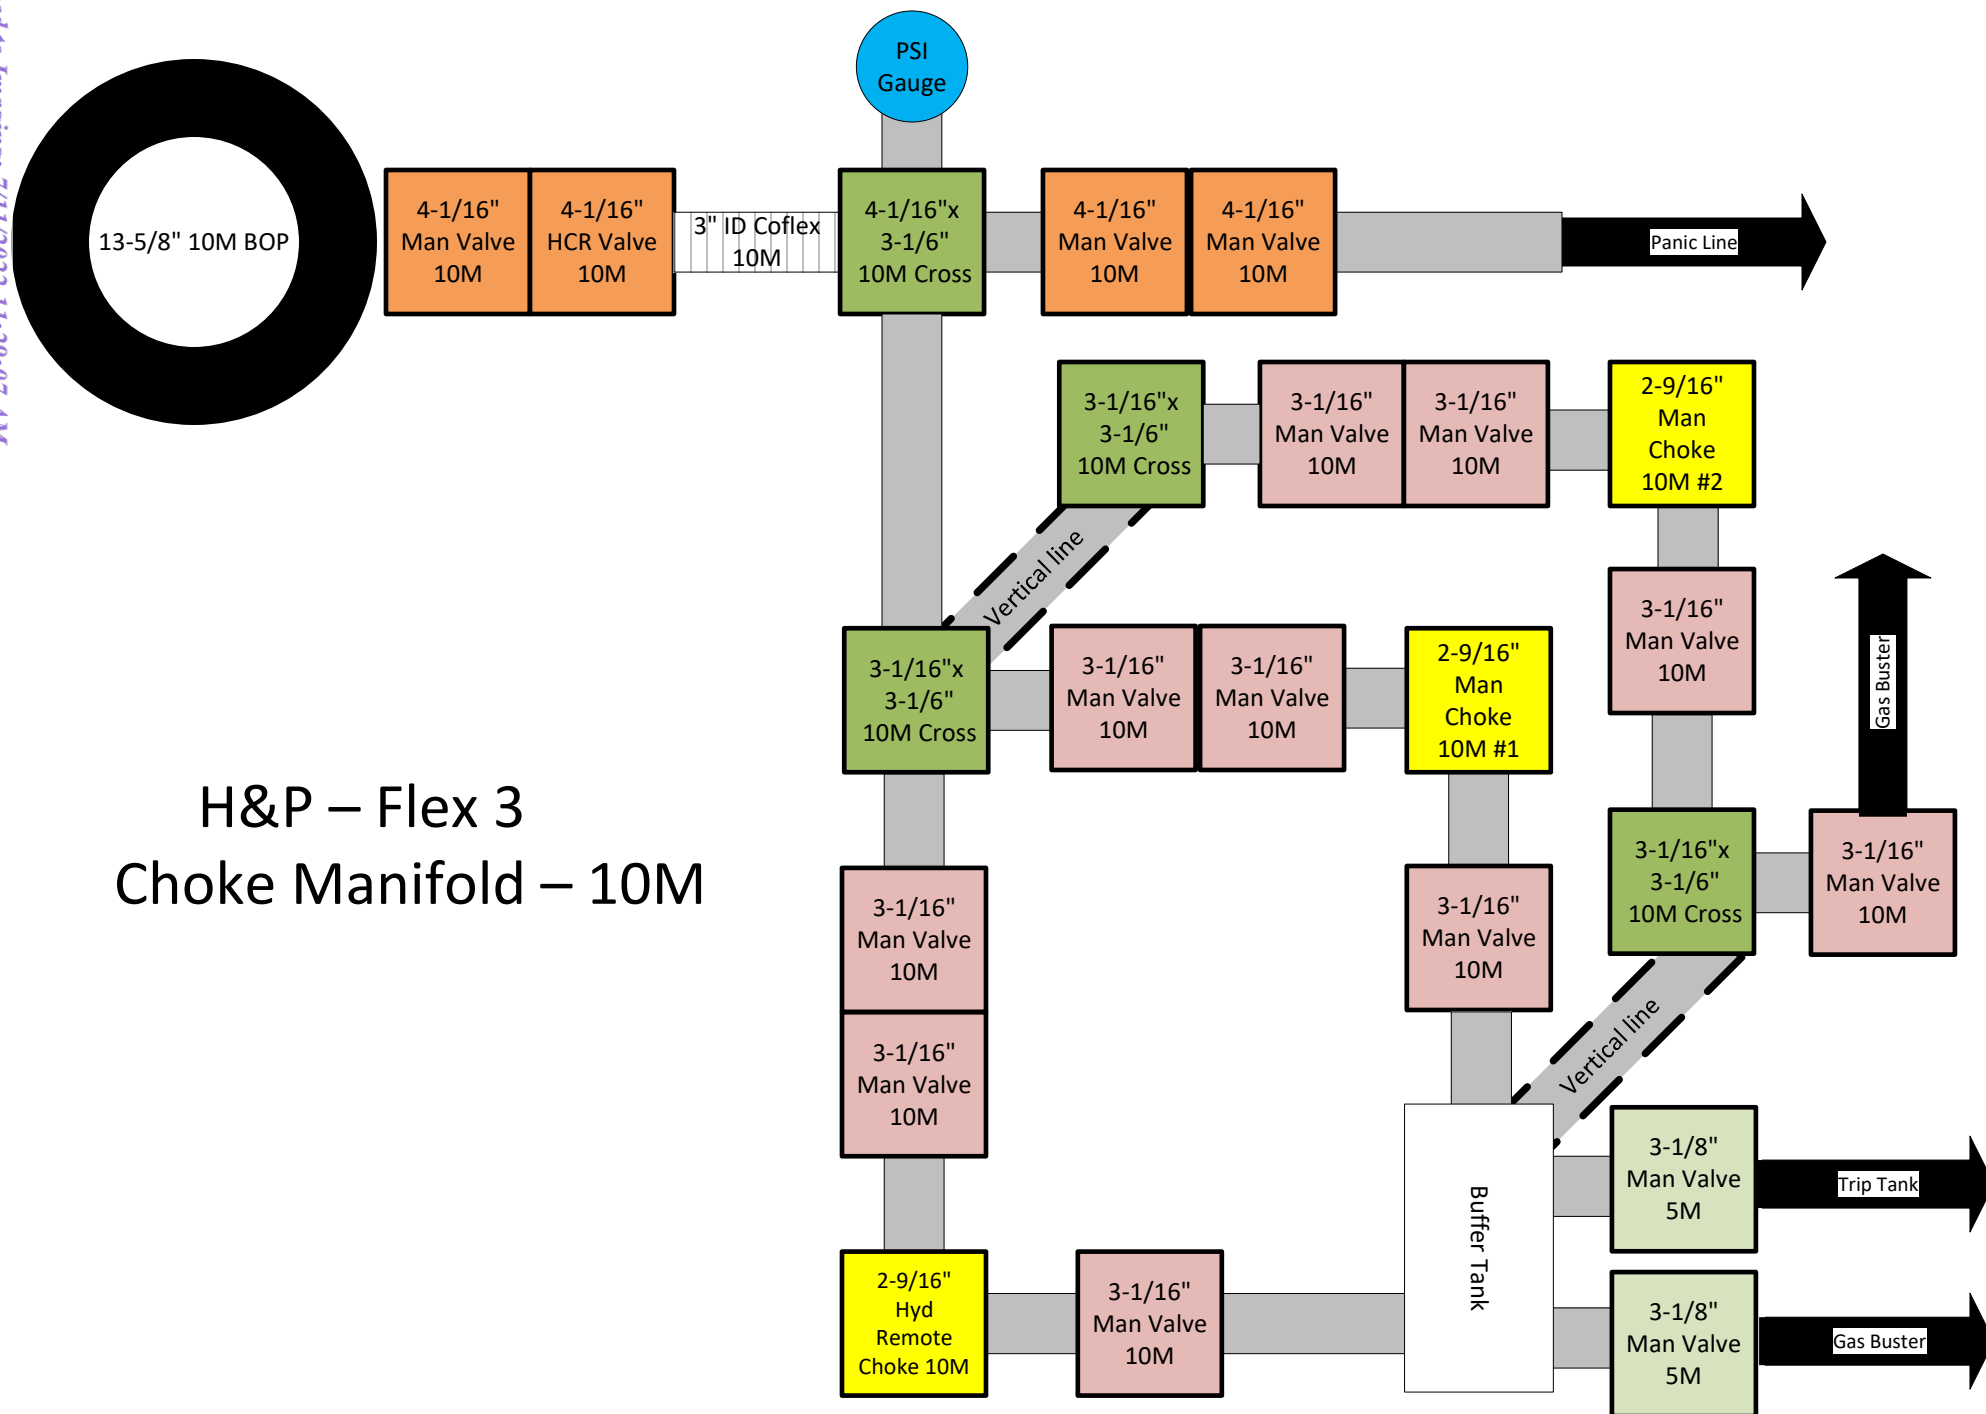 PSI
Gauge
13-5/8" 10M BOP
4-1/16"
Man Valve
10M
4-1/16"
HCR Valve
10M
3" ID Coflex
10M
4-1/16"x
3-1/6"
10M Cross
4-1/16"
Man Valve
10M
4-1/16"
Man Valve
10M
Panic Line
3-1/16"x
3-1/6"
10M Cross
3-1/16"
Man Valve
10M
3-1/16"
Man Valve
10M
2-9/16"
Man
Choke
10M #2
Vertical line
3-1/16"
Man Valve
10M
Gas Buster
3-1/16"x
3-1/6"
10M Cross
3-1/16"
Man Valve
10M
3-1/16"
Man Valve
10M
2-9/16"
Man
Choke
10M #1
H&P – Flex 3
Choke Manifold – 10M
3-1/16"x
3-1/6"
10M Cross
3-1/16"
Man Valve
10M
3-1/16"
Man Valve
10M
3-1/16"
Man Valve
10M
3-1/16"
Man Valve
10M
Vertical line
Buffer Tank
3-1/8"
Man Valve
5M
Trip Tank
2-9/16"
Hyd
Remote
Choke 10M
3-1/16"
Man Valve
10M
3-1/8"
Man Valve
5M
Gas Buster